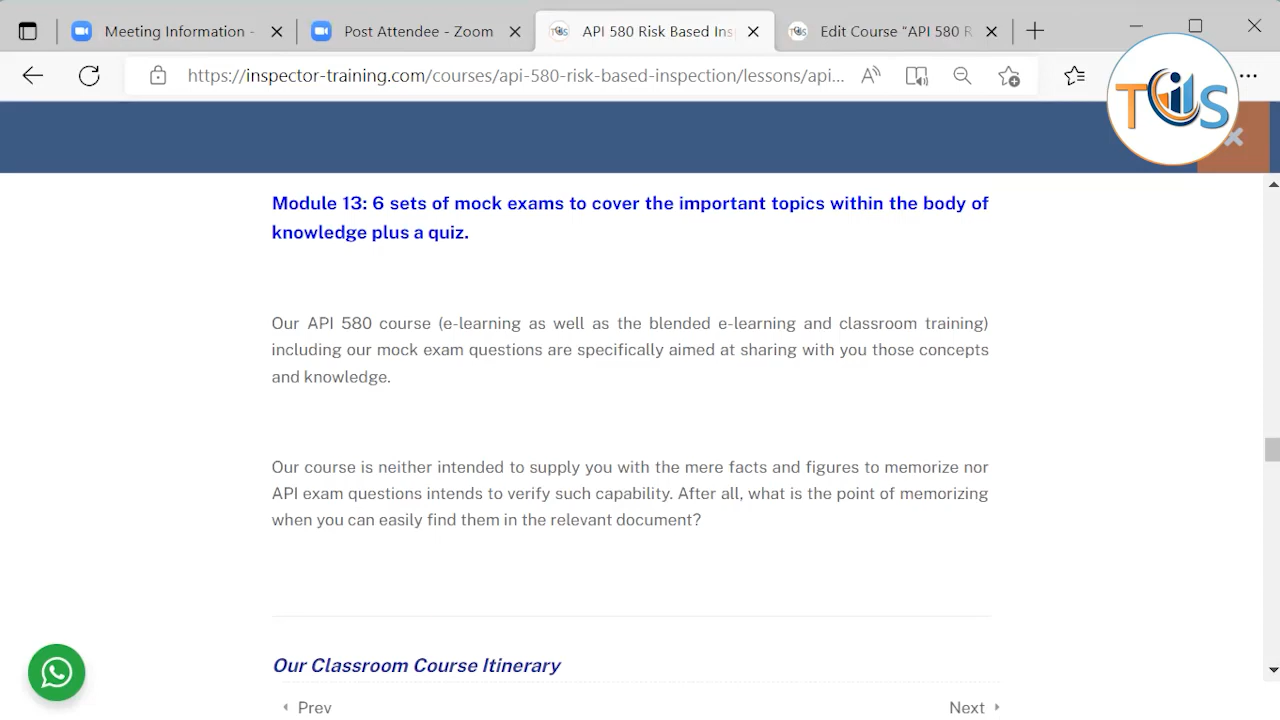 Meeting Information -
Post Attendee - Zoom
API 580 Risk Based Ins
Edit Course "API 580 R
https://inspector-training.com/courses/api-580-risk-based-inspection/lessons/api...
TIS
Module 13: 6 sets of mock exams to cover the important topics within the body of
knowledge plus a quiz.
Our API 580 course (e-learning as well as the blended e-learning and classroom training)
including our mock exam questions are specifically aimed at sharing with you those concepts
and knowledge.
Our course is neither intended to supply you with the mere facts and figures to memorize nor
API exam questions intends to verify such capability. After all, what is the point of memorizing
when you can easily find them in the relevant document?
Our Classroom Course Itinerary
Prev
Next